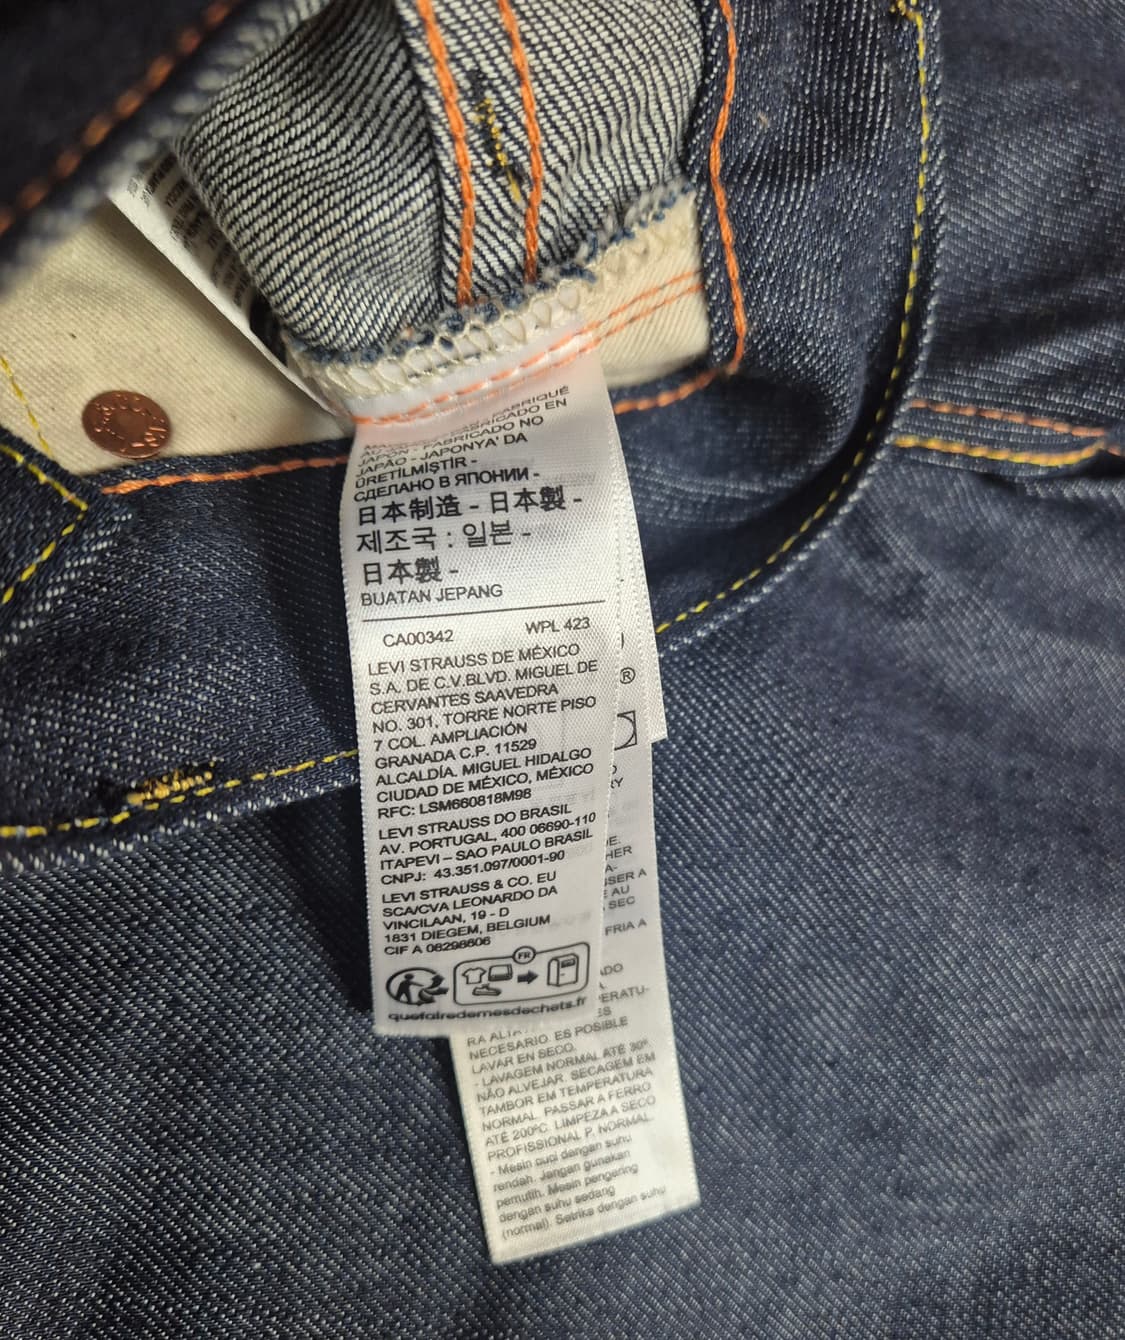 FABRIQUÉ
FABRICADO EN
JAPÓN - FABRICADO NO
JAPÃO - JAPONYA' DA
ÜRETİLMİŞTİR -
СДЕЛАНО В ЯПОНИИ -
日本制造 - 日本製 -
제조국 : 일본 -
日本製 -
BUATAN JEPANG
CA00342 WPL 423
LEVI STRAUSS DE MÉXICO
S.A. DE C.V.BLVD. MIGUEL DE
CERVANTES SAAVEDRA
NO. 301, TORRE NORTE PISO
7 COL. AMPLIACIÓN
GRANADA C.P. 11529
ALCALDÍA. MIGUEL HIDALGO
CIUDAD DE MÉXICO, MÉXICO
RFC: LSM660818M98
LEVI STRAUSS DO BRASIL
AV. PORTUGAL, 400 06690-110
ITAPEVI – SAO PAULO BRASIL
CNPJ: 43.351.097/0001-90
LEVI STRAUSS & CO. EU
SCA/CVA LEONARDO DA
VINCILAAN, 19 - D
1831 DIEGEM, BELGIUM
CIF A 08298606
FR
quefairedemesdechets.fr
®
AU
SEC
FRIA A
NECESARIO. ES POSIBLE
LAVAR EN SECO.
- LAVAGEM NORMAL ATÉ 30º.
NÃO ALVEJAR. SECAGEM EM
TAMBOR EM TEMPERATURA
NORMAL. PASSAR A FERRO
ATÉ 200ºC. LIMPEZA A SECO
PROFISSIONAL P. NORMAL.
- Mesin cuci dengan suhu
rendah. Jangan gunakan
pemutih. Mesin pengering
dengan suhu sedang
(normal). Setrika dengan suhu